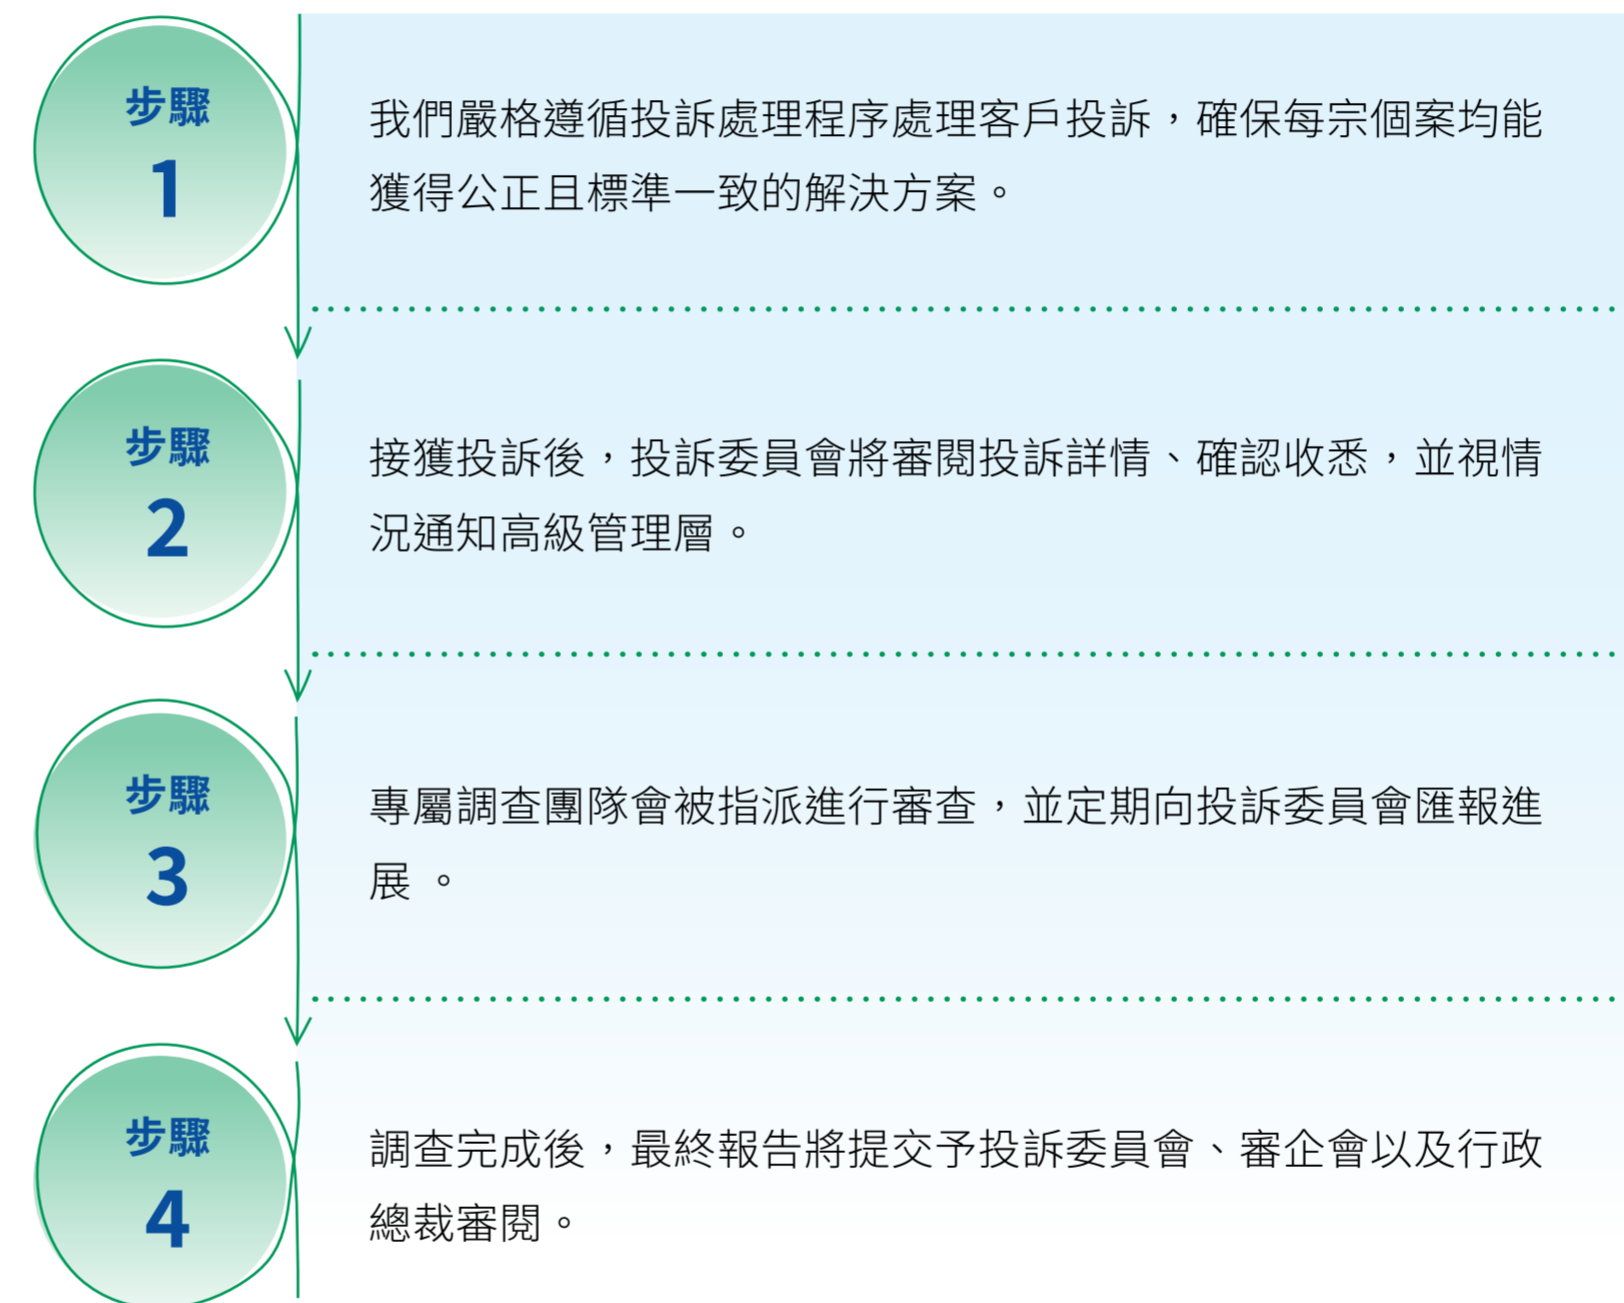 步驟
1
我們嚴格遵循投訴處理程序處理客戶投訴，確保每宗個案均能
獲得公正且標準一致的解決方案。
步驟
2
接獲投訴後，投訴委員會將審閱投訴詳情、確認收悉，並視情
況通知高級管理層。
步驟
3
專屬調查團隊會被指派進行審查，並定期向投訴委員會匯報進
展 。
步驟
4
調查完成後，最終報告將提交予投訴委員會、審企會以及行政
總裁審閱。